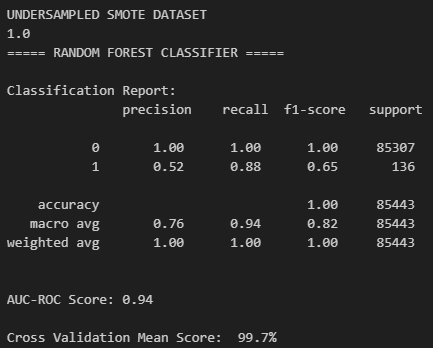 UNDERSAMPLED SMOTE DATASET
1.0
===== RANDOM FOREST CLASSIFIER =====
Classification Report:
precision recall f1-score support
0 1.00 1.00 1.00 85307
1 0.52 0.88 0.65 136
accuracy 1.00 85443
macro avg 0.76 0.94 0.82 85443
weighted avg 1.00 1.00 1.00 85443
AUC-ROC Score: 0.94
Cross Validation Mean Score: 99.7%